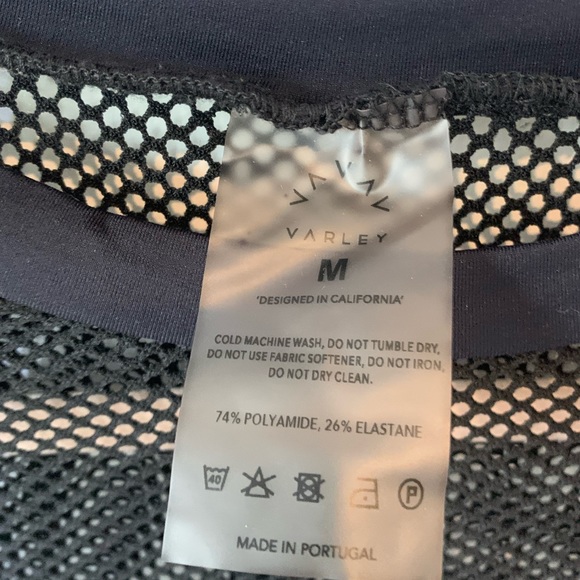 VARLEY
M
'DESIGNED IN CALIFORNIA'
COLD MACHINE WASH, DO NOT TUMBLE DRY,
DO NOT USE FABRIC SOFTENER, DO NOT IRON,
DO NOT DRY CLEAN.
74% POLYAMIDE, 26% ELASTANE
40 P
MADE IN PORTUGAL